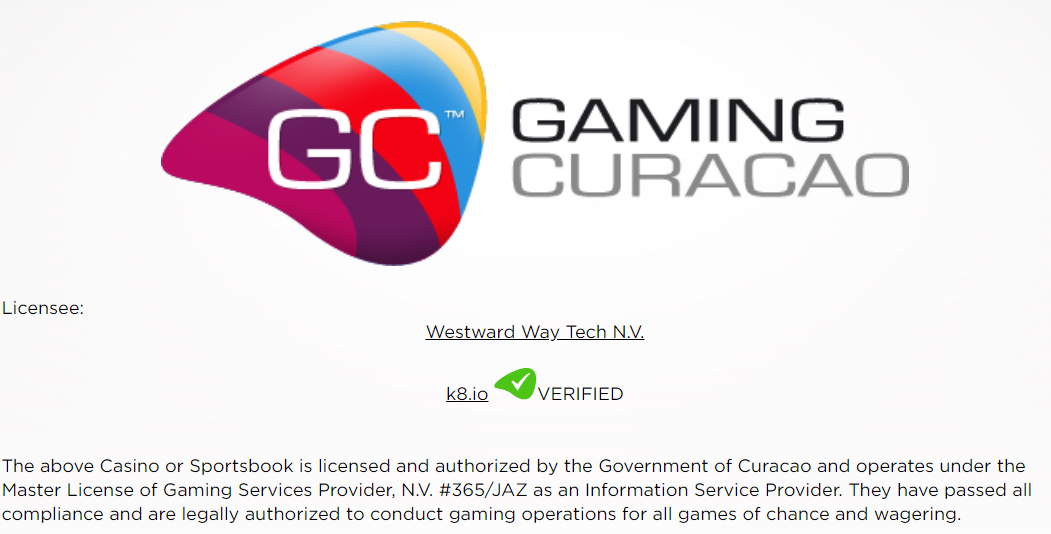 GC™
GAMING
CURACAO
Licensee:
Westward Way Tech N.V.
k8.io VERIFIED
The above Casino or Sportsbook is licensed and authorized by the Government of Curacao and operates under the
Master License of Gaming Services Provider, N.V. #365/JAZ as an Information Service Provider. They have passed all
compliance and are legally authorized to conduct gaming operations for all games of chance and wagering.